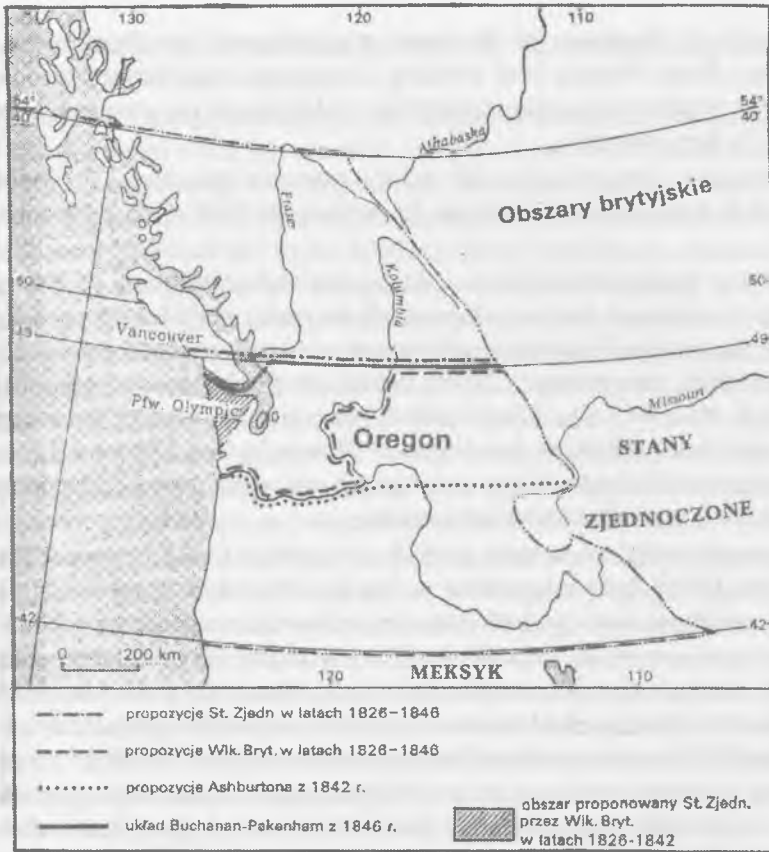 135
130
120
110
54°
40'
54°
40'
Athabaska
Fraser
Obszary brytyjskie
Kolumbia
50
50
49
49
Vancouver
Missouri
Płw. Olympic
Oregon
STANY
ZJEDNOCZONE
42
42
0 200 km
MEKSYK
120
110
propozycje St. Zjedn w latach 1826-1846
propozycje Wlk. Bryt. w latach 1826-1846
propozycje Ashburtona z 1842 r.
układ Buchanan-Pakenham z 1846 r.
obszar proponowany St. Zjedn.
przez Wlk. Bryt.
w latach 1826-1842